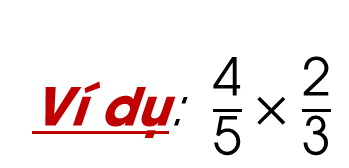 Ví dụ: 4/5 × 2/3